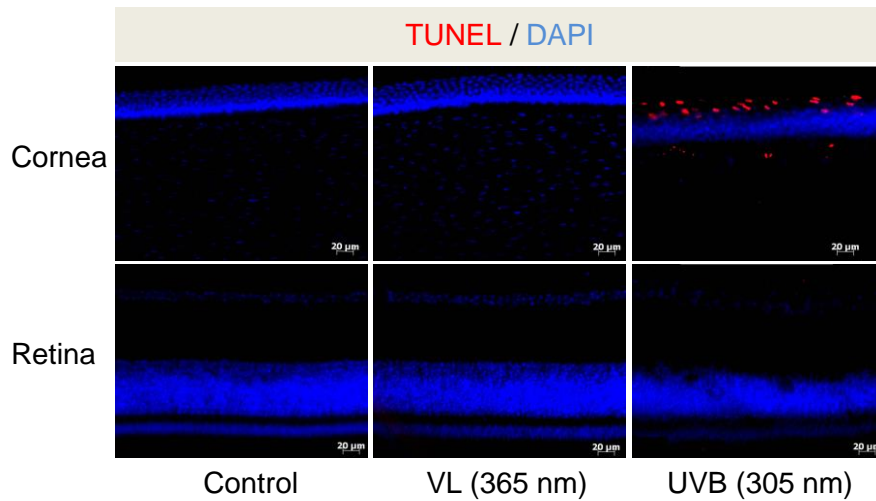 TUNEL / DAPI
Cornea
20 µm
20 µm
20 µm
Retina
20 µm
20 µm
20 µm
Control VL (365 nm) UVB (305 nm)